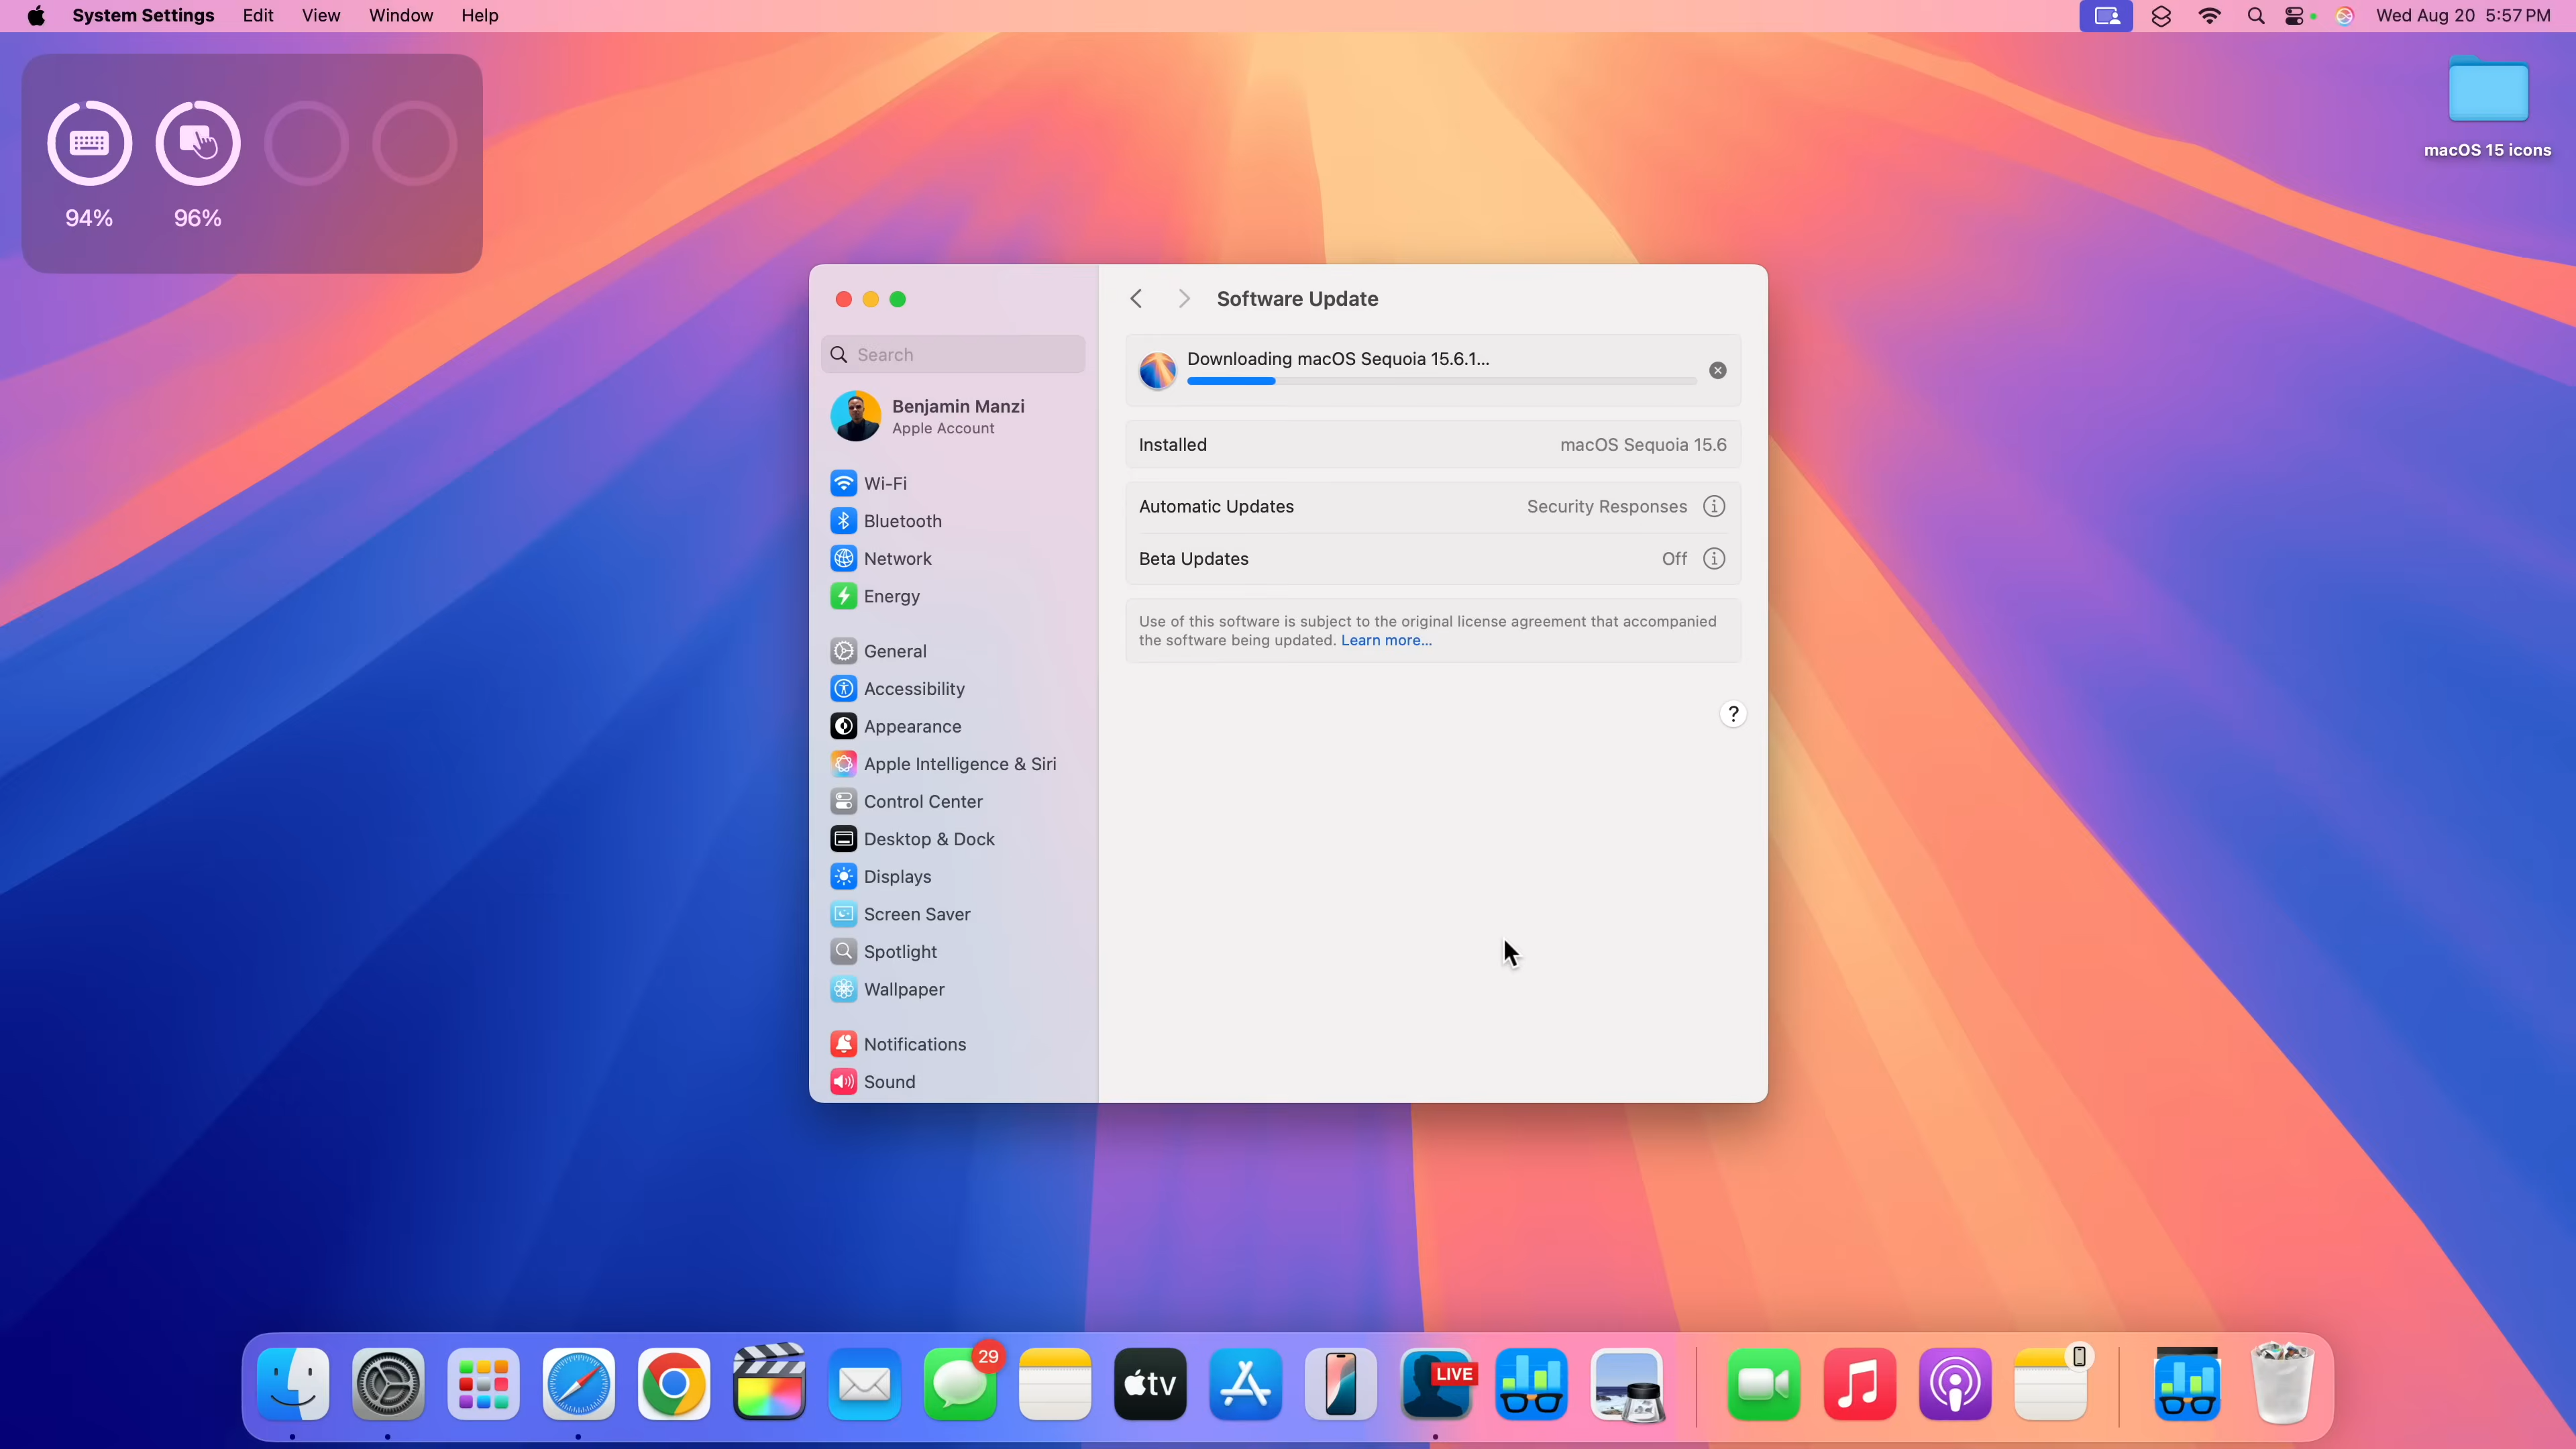 System Settings Edit View Window Help
Wed Aug 20 5:57 PM
94% 96%
macOS 15 icons
Search
Benjamin Manzi
Apple Account
Wi-Fi
Bluetooth
Network
Energy
General
Accessibility
Appearance
Apple Intelligence & Siri
Control Center
Desktop & Dock
Displays
Screen Saver
Spotlight
Wallpaper
Notifications
Sound
Software Update
Downloading macOS Sequoia 15.6.1...
Installed macOS Sequoia 15.6
Automatic Updates Security Responses
Beta Updates Off
Use of this software is subject to the original license agreement that accompanied
the software being updated. Learn more...
?
29
tv
LIVE